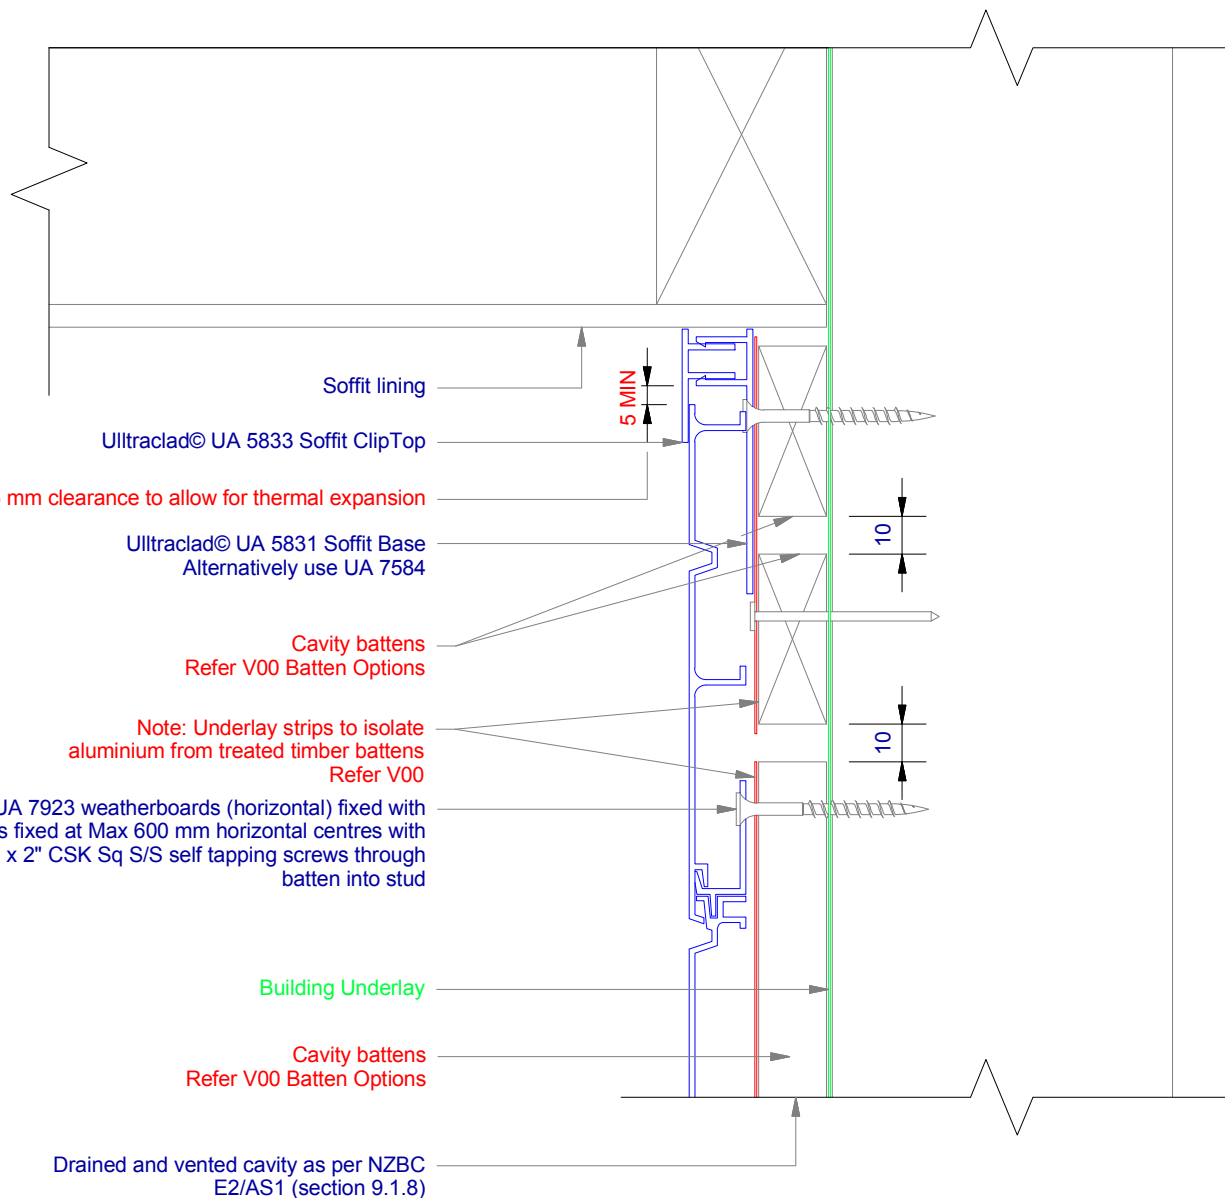 Soffit lining
5 MIN
Ulltraclad© UA 5833 Soffit ClipTop
mm clearance to allow for thermal expansion
Ulltraclad© UA 5831 Soffit Base
Alternatively use UA 7584
10
Cavity battens
Refer V00 Batten Options
Note: Underlay strips to isolate
aluminium from treated timber battens
Refer V00
10
UA 7923 weatherboards (horizontal) fixed with
s fixed at Max 600 mm horizontal centres with
x 2" CSK Sq S/S self tapping screws through
batten into stud
Building Underlay
Cavity battens
Refer V00 Batten Options
Drained and vented cavity as per NZBC
E2/AS1 (section 9.1.8)